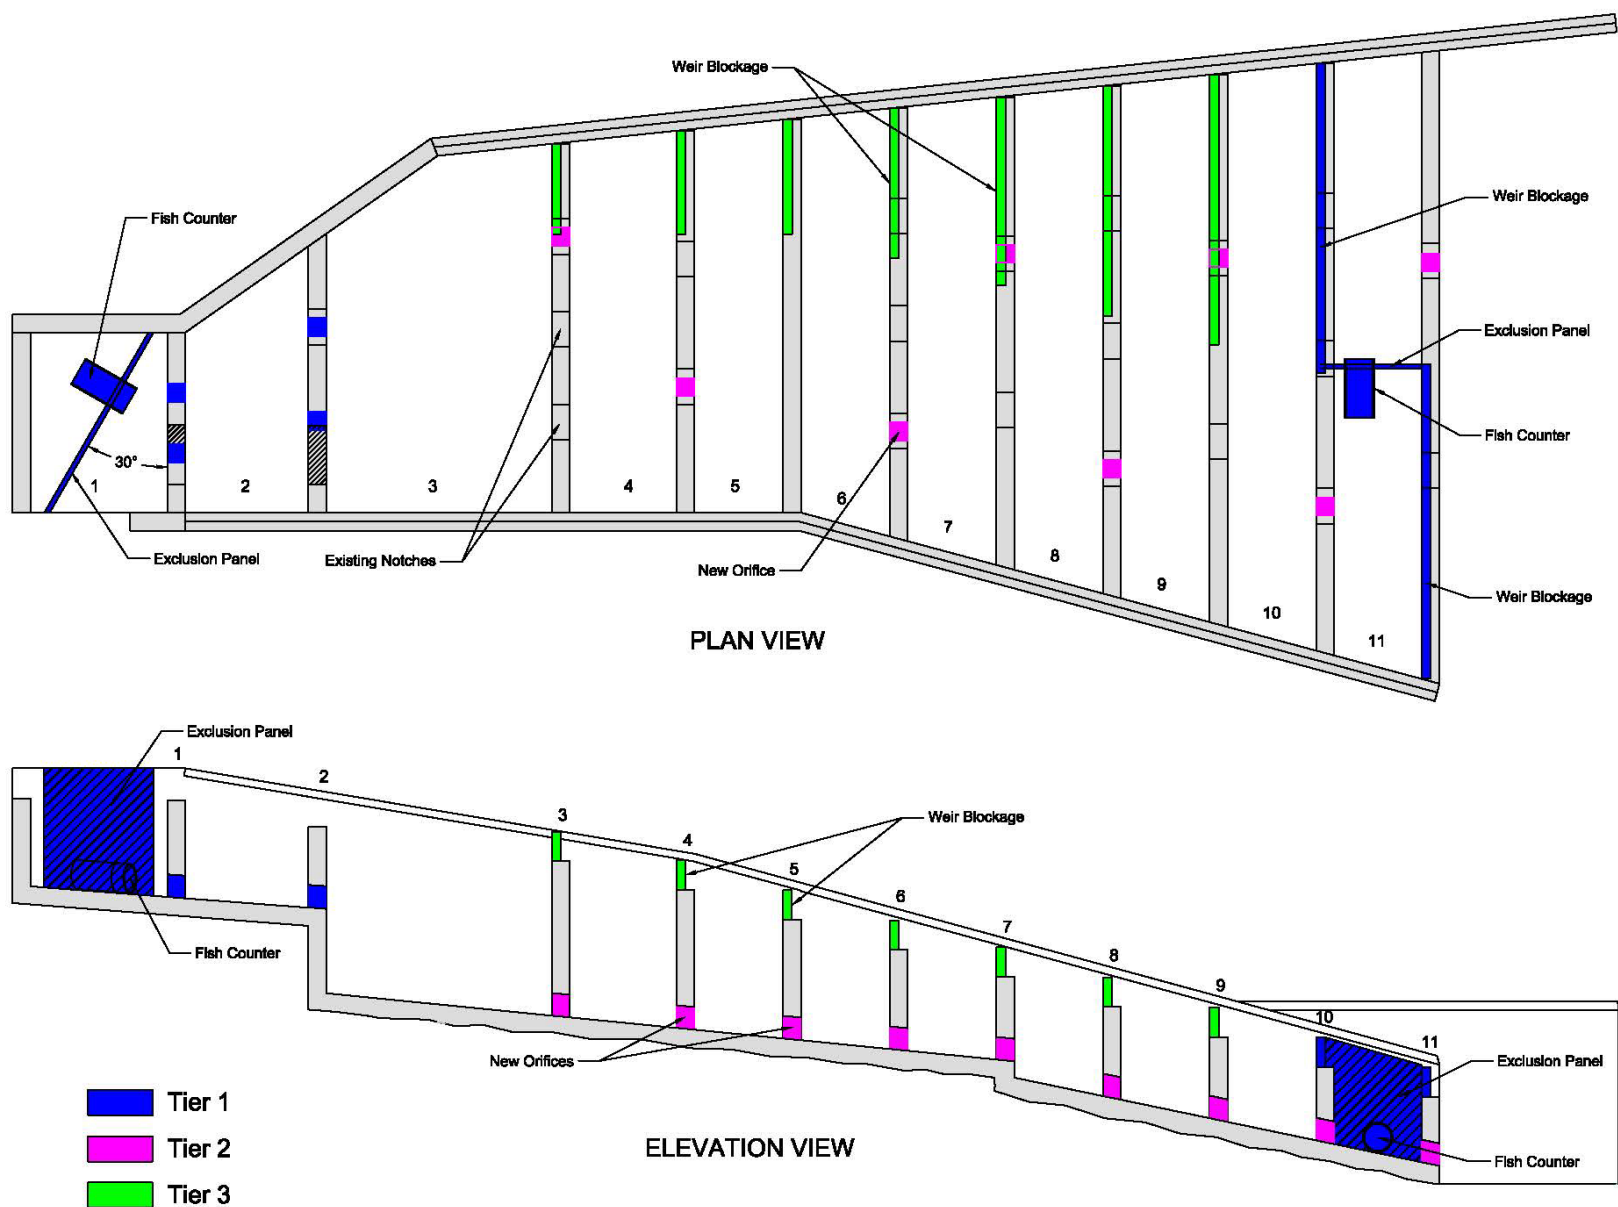 Weir Blockage
Fish Counter
Weir Blockage
Exclusion Panel
Fish Counter
30°
1
2
3
4
5
6
7
8
9
10
11
Exclusion Panel
Existing Notches
New Orifice
Weir Blockage
PLAN VIEW
Exclusion Panel
1
2
3
4
5
6
7
8
9
10
11
Weir Blockage
Fish Counter
New Orifices
Exclusion Panel
Fish Counter
ELEVATION VIEW
Tier 1
Tier 2
Tier 3